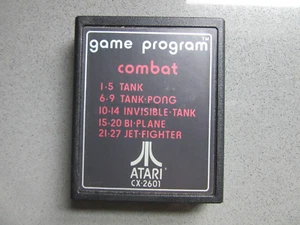 game program™
combat
1-5 TANK
6-9 TANK-PONG
10-14 INVISIBLE-TANK
15-20 BI-PLANE
21-27 JET-FIGHTER
ATARI
CX-2601